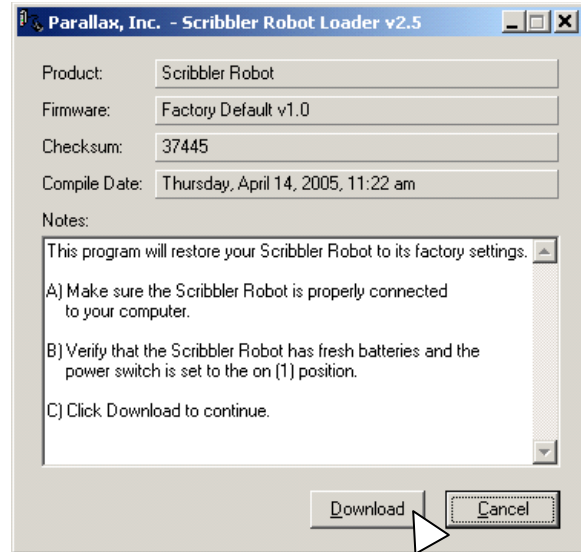 Parallax, Inc. - Scribbler Robot Loader v2.5
Product: Scribbler Robot
Firmware: Factory Default v1.0
Checksum: 37445
Compile Date: Thursday, April 14, 2005, 11:22 am
Notes:
This program will restore your Scribbler Robot to its factory settings.
A) Make sure the Scribbler Robot is properly connected
to your computer.
B) Verify that the Scribbler Robot has fresh batteries and the
power switch is set to the on (1) position.
C) Click Download to continue.
Download Cancel